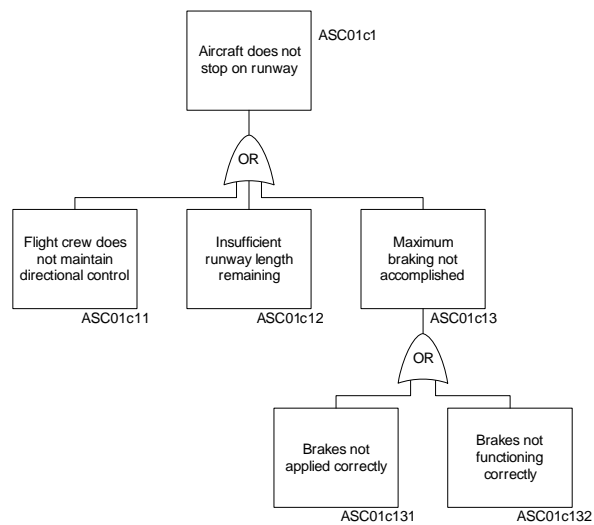 ASC01c1
Aircraft does not
stop on runway
OR
Flight crew does
not maintain
directional control
Insufficient
runway length
remaining
Maximum
braking not
accomplished
ASC01c11
ASC01c12
ASC01c13
OR
Brakes not
applied correctly
Brakes not
functioning
correctly
ASC01c131
ASC01c132